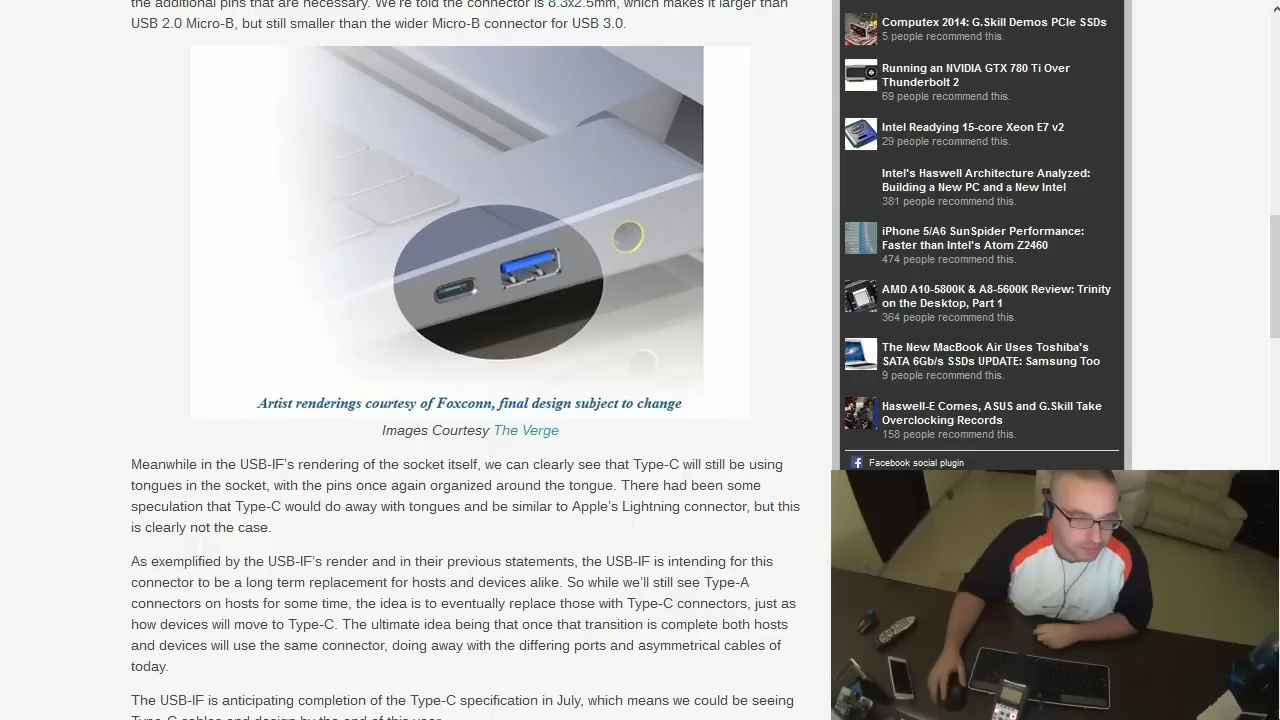 the additional pins that are necessary. We're told the connector is 8.3x2.5mm, which makes it larger than
USB 2.0 Micro-B, but still smaller than the wider Micro-B connector for USB 3.0.
Artist renderings courtesy of Foxconn, final design subject to change
Images Courtesy The Verge
Meanwhile in the USB-IF's rendering of the socket itself, we can clearly see that Type-C will still be using
tongues in the socket, with the pins once again organized around the tongue. There had been some
speculation that Type-C would do away with tongues and be similar to Apple's Lightning connector, but this
is clearly not the case.
As exemplified by the USB-IF's render and in their previous statements, the USB-IF is intending for this
connector to be a long term replacement for hosts and devices alike. So while we'll still see Type-A
connectors on hosts for some time, the idea is to eventually replace those with Type-C connectors, just as
how devices will move to Type-C. The ultimate idea being that once that transition is complete both hosts
and devices will use the same connector, doing away with the differing ports and asymmetrical cables of
today.
The USB-IF is anticipating completion of the Type-C specification in July, which means we could be seeing
Type-C cables and design by the end of this year.
Computex 2014: G.Skill Demos PCIe SSDs
5 people recommend this.
Running an NVIDIA GTX 780 Ti Over
Thunderbolt 2
69 people recommend this.
Intel Readying 15-core Xeon E7 v2
29 people recommend this.
Intel's Haswell Architecture Analyzed:
Building a New PC and a New Intel
381 people recommend this.
iPhone 5/A6 SunSpider Performance:
Faster than Intel's Atom Z2460
474 people recommend this.
AMD A10-5800K & A8-5600K Review: Trinity
on the Desktop, Part 1
364 people recommend this.
The New MacBook Air Uses Toshiba's
SATA 6Gb/s SSDs UPDATE: Samsung Too
9 people recommend this.
Haswell-E Comes, ASUS and G.Skill Take
Overclocking Records
158 people recommend this.
Facebook social plugin